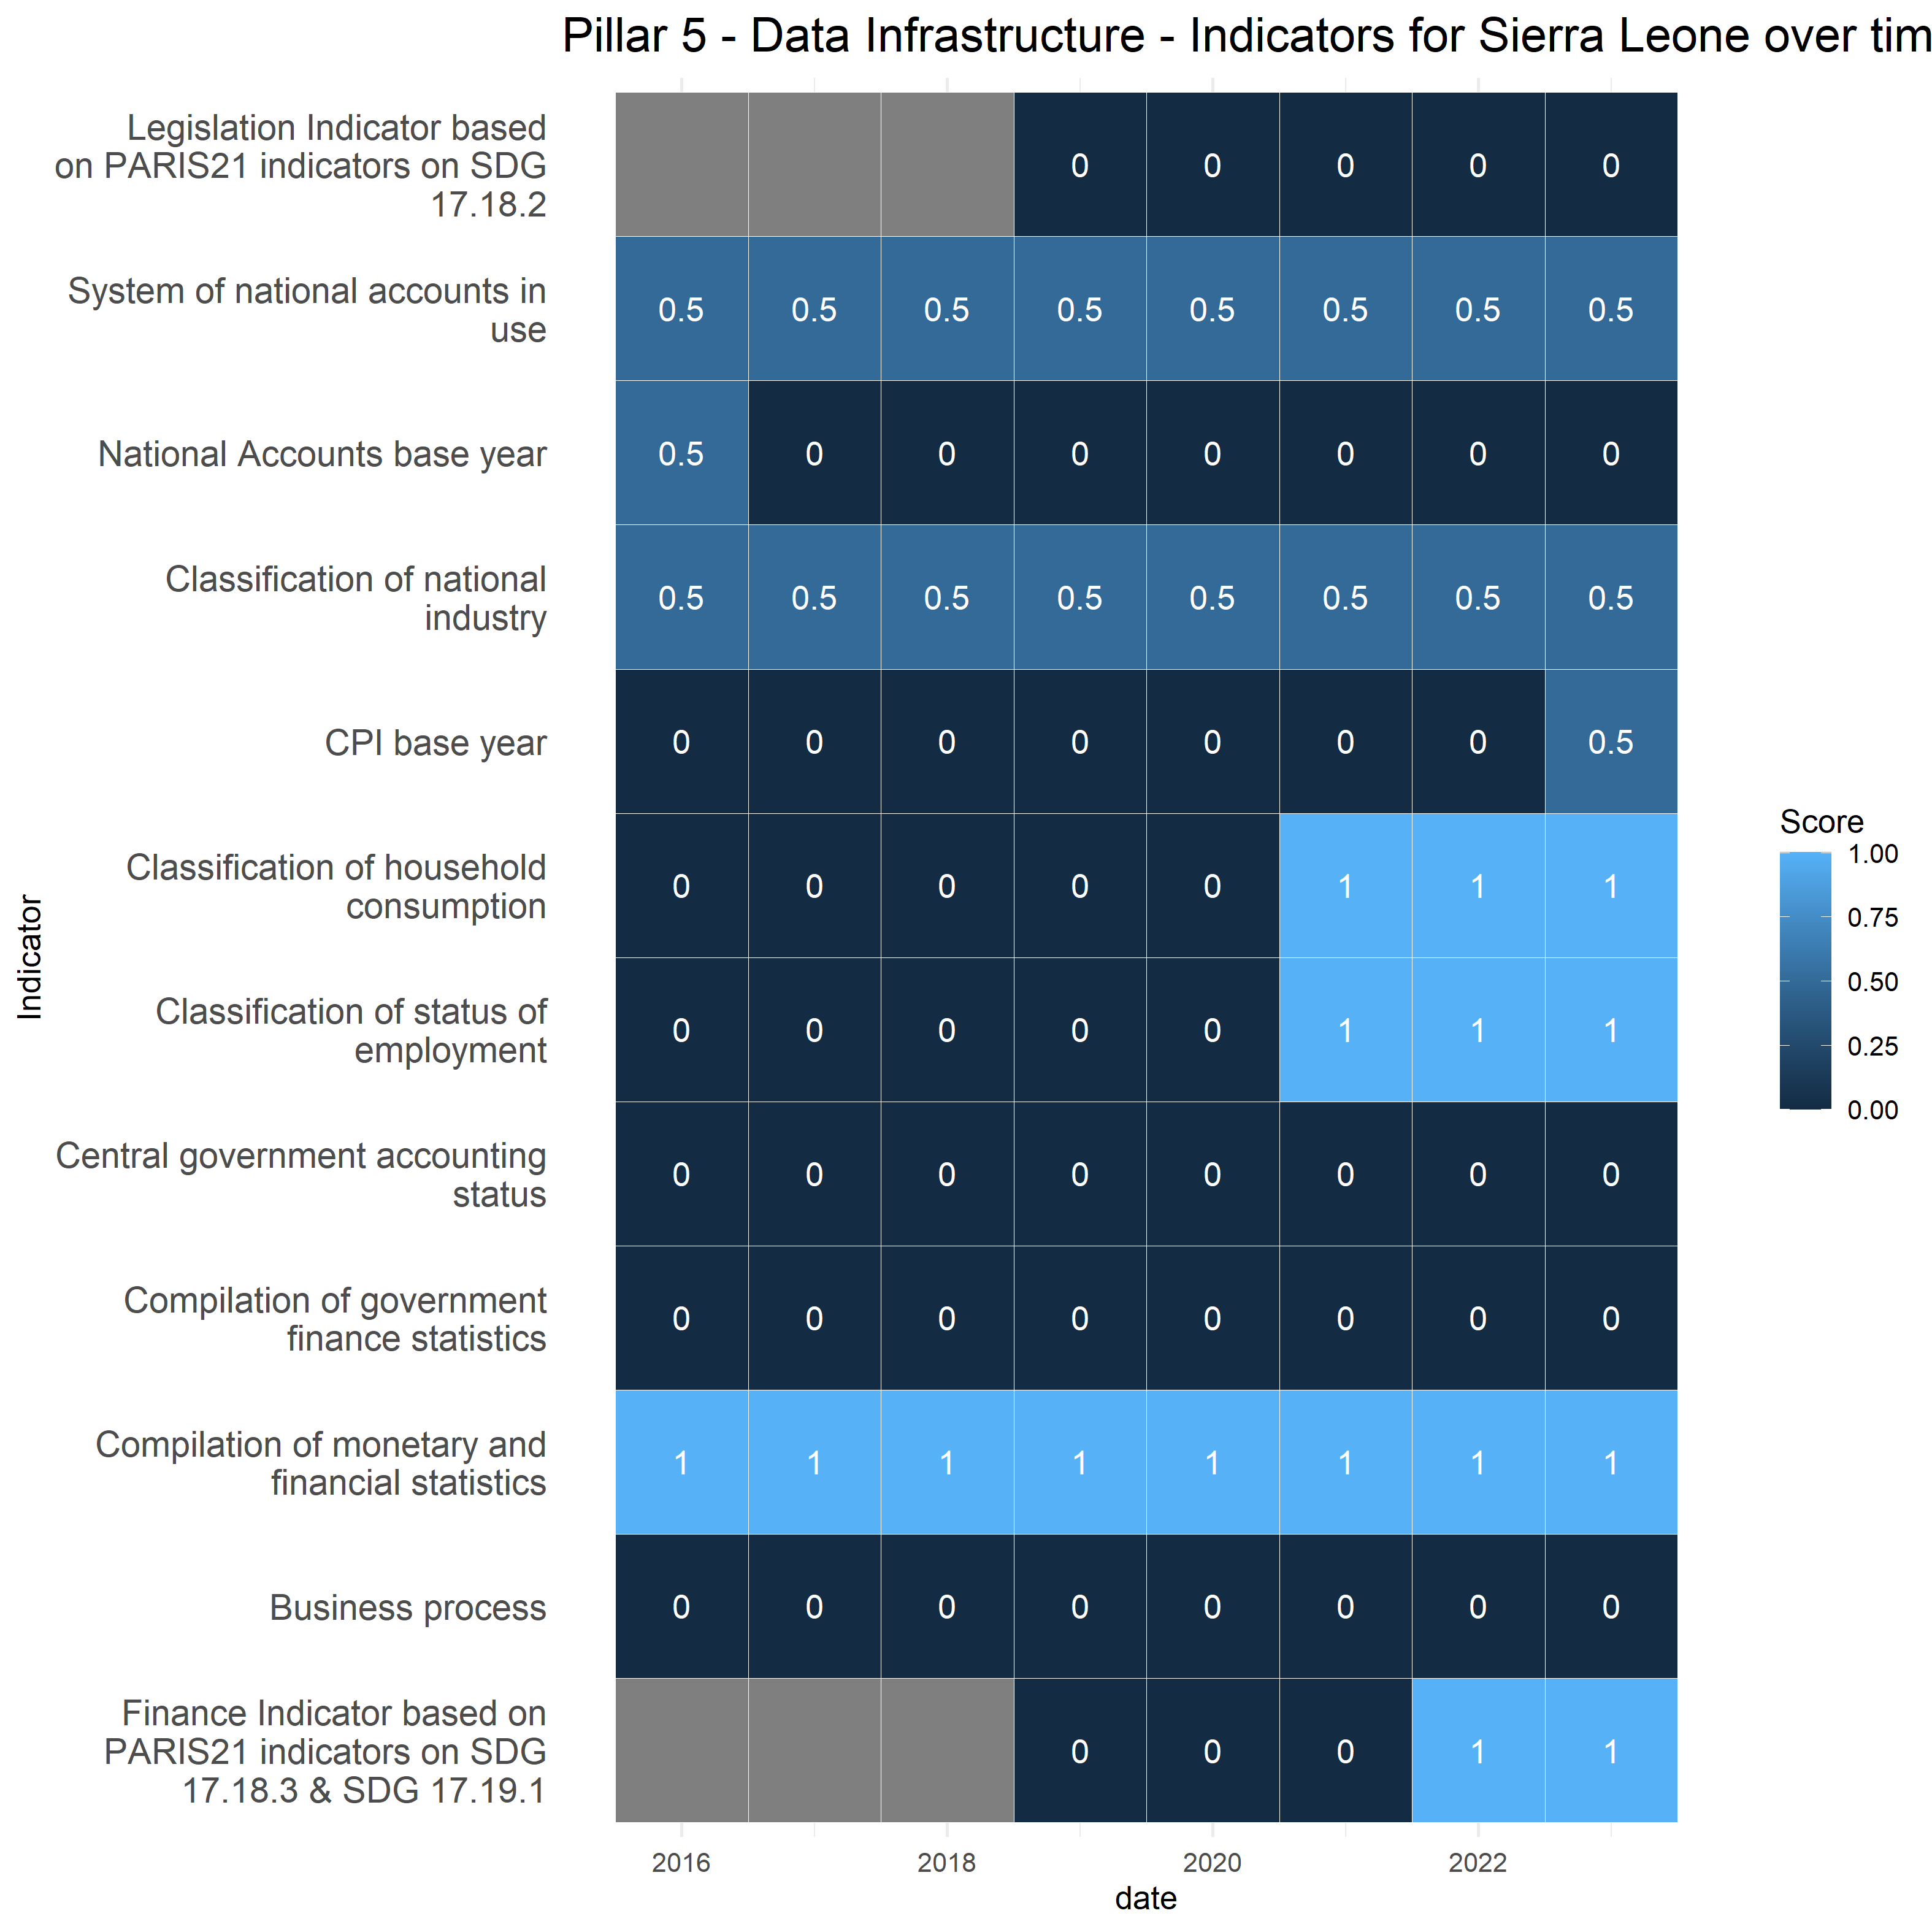 Pillar 5 - Data Infrastructure - Indicators for Sierra Leone over tim
Legislation Indicator based
on PARIS21 indicators on SDG
17.18.2
0 0 0 0 0
System of national accounts in
use
0.5 0.5 0.5 0.5 0.5 0.5 0.5 0.5
National Accounts base year
0.5 0 0 0 0 0 0 0
Classification of national
industry
0.5 0.5 0.5 0.5 0.5 0.5 0.5 0.5
CPI base year
0 0 0 0 0 0 0 0.5
Classification of household
consumption
0 0 0 0 0 1 1 1
Classification of status of
employment
0 0 0 0 0 1 1 1
Central government accounting
status
0 0 0 0 0 0 0 0
Compilation of government
finance statistics
0 0 0 0 0 0 0 0
Compilation of monetary and
financial statistics
1 1 1 1 1 1 1 1
Business process
0 0 0 0 0 0 0 0
Finance Indicator based on
PARIS21 indicators on SDG
17.18.3 & SDG 17.19.1
0 0 0 1 1
2016 2018 2020 2022
date
Indicator
Score
1.00
0.75
0.50
0.25
0.00